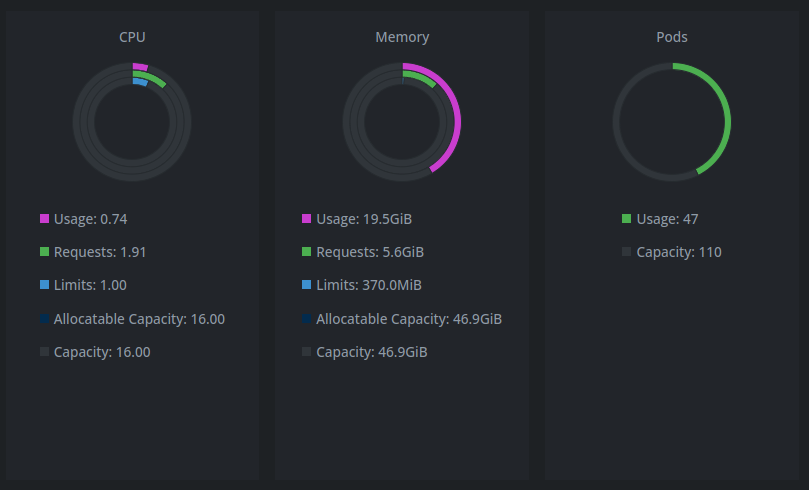 CPU
Usage: 0.74
Requests: 1.91
Limits: 1.00
Allocatable Capacity: 16.00
Capacity: 16.00
Memory
Usage: 19.5GiB
Requests: 5.6GiB
Limits: 370.0MiB
Allocatable Capacity: 46.9GiB
Capacity: 46.9GiB
Pods
Usage: 47
Capacity: 110